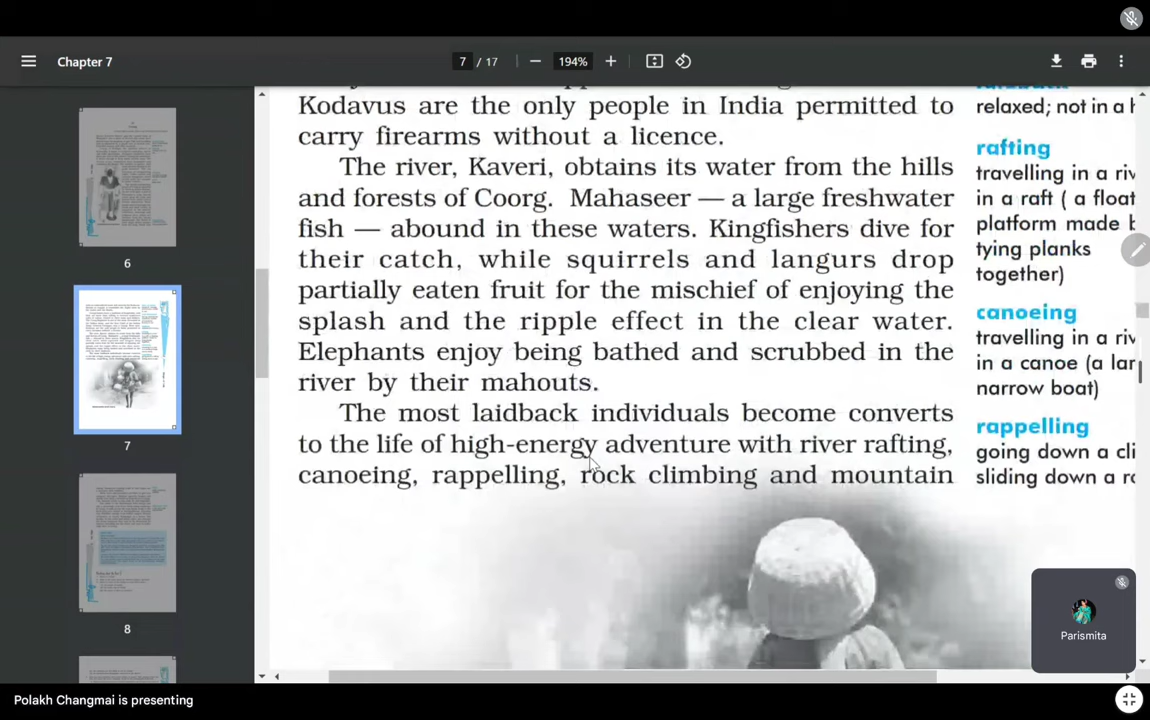 Chapter 7
7 / 17
194%
6
7
8
Kodavus are the only people in India permitted to
carry firearms without a licence.
The river, Kaveri, obtains its water from the hills
and forests of Coorg. Mahaseer — a large freshwater
fish — abound in these waters. Kingfishers dive for
their catch, while squirrels and langurs drop
partially eaten fruit for the mischief of enjoying the
splash and the ripple effect in the clear water.
Elephants enjoy being bathed and scrubbed in the
river by their mahouts.
The most laidback individuals become converts
to the life of high-energy adventure with river rafting,
canoeing, rappelling, rock climbing and mountain
relaxed; not in a h
rafting
travelling in a riv
in a raft ( a float
platform made b
tying planks
together)
canoeing
travelling in a riv
in a canoe (a lar
narrow boat)
rappelling
going down a cli
sliding down a ro
Parismita
Polakh Changmai is presenting